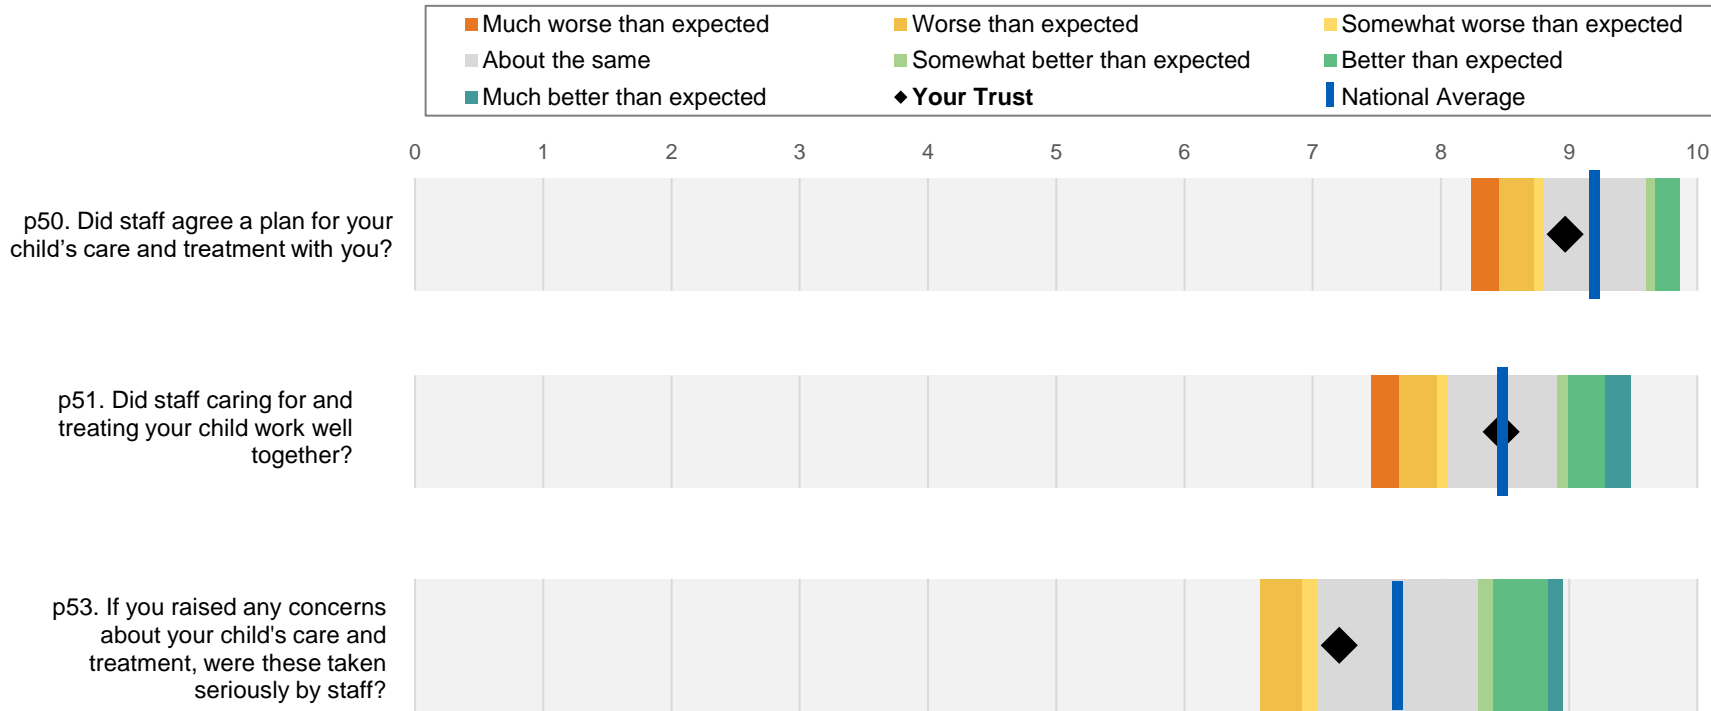 Much worse than expected
Worse than expected
Somewhat worse than expected
About the same
Somewhat better than expected
Better than expected
Much better than expected
Your Trust
National Average
0 1 2 3 4 5 6 7 8 9 10
p50. Did staff agree a plan for your
child’s care and treatment with you?
p51. Did staff caring for and
treating your child work well
together?
p53. If you raised any concerns
about your child's care and
treatment, were these taken
seriously by staff?